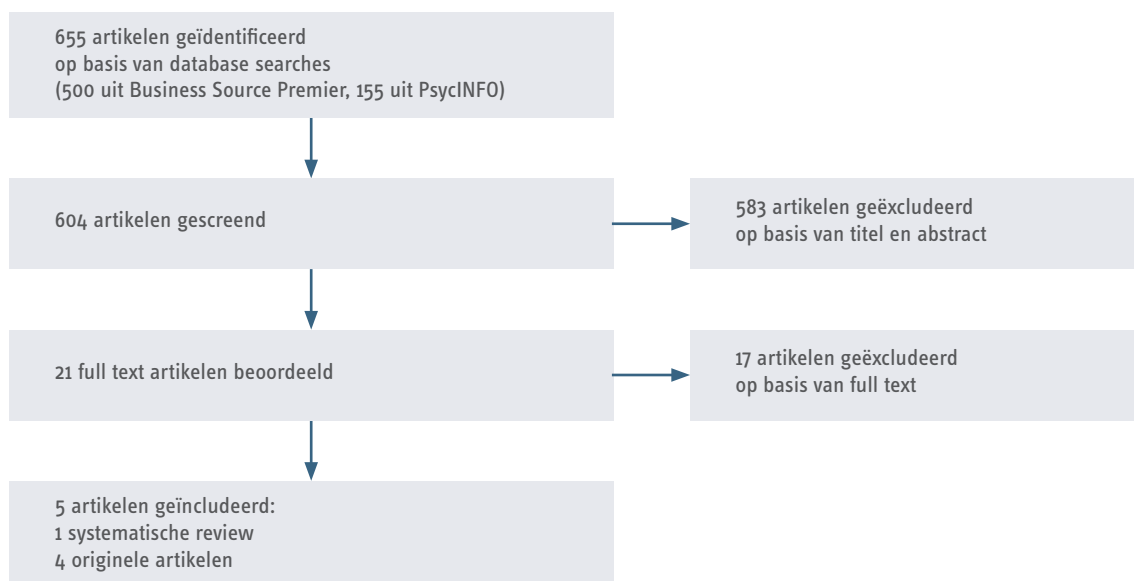 655 artikelen geïdentificeerd
op basis van database searches
(500 uit Business Source Premier, 155 uit PsycINFO)
604 artikelen gescreend
583 artikelen geëxcludeerd
op basis van titel en abstract
21 full text artikelen beoordeeld
17 artikelen geëxcludeerd
op basis van full text
5 artikelen geïncludeerd:
1 systematische review
4 originele artikelen